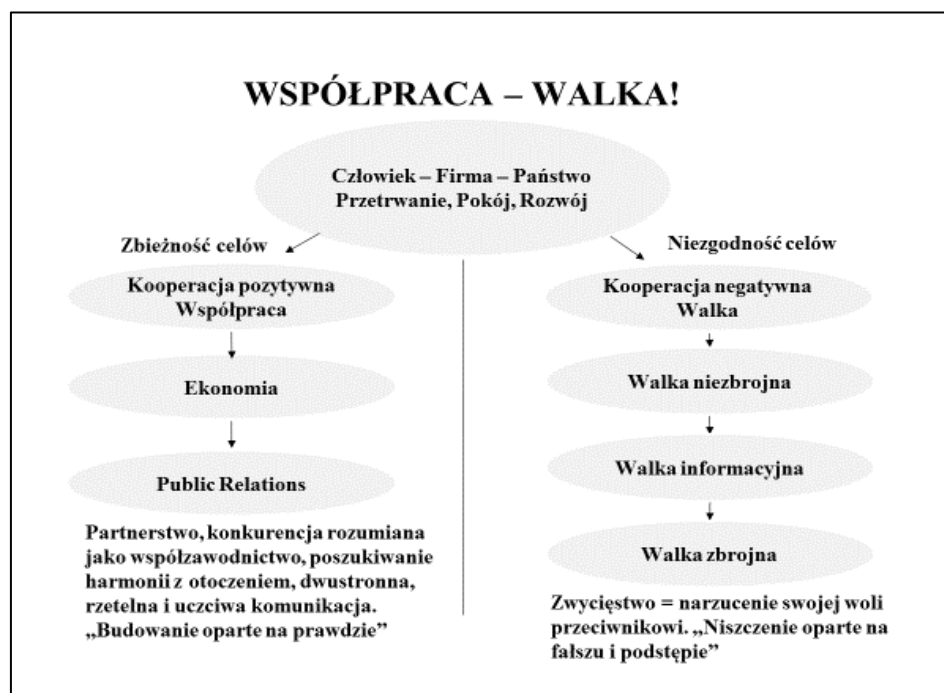 WSPÓŁPRACA – WALKA!
Człowiek – Firma – Państwo
Przetrwanie, Pokój, Rozwój
Zbieżność celów
Kooperacja pozytywna
Współpraca
Ekonomia
Public Relations
Partnerstwo, konkurencja rozumiana
jako współzawodnictwo, poszukiwanie
harmonii z otoczeniem, dwustronna,
rzetelna i uczciwa komunikacja.
„Budowanie oparte na prawdzie”
Niezgodność celów
Kooperacja negatywna
Walka
Walka niezbrojna
Walka informacyjna
Walka zbrojna
Zwycięstwo = narzucenie swojej woli
przeciwnikowi. „Niszczenie oparte na
fałszu i podstępie”